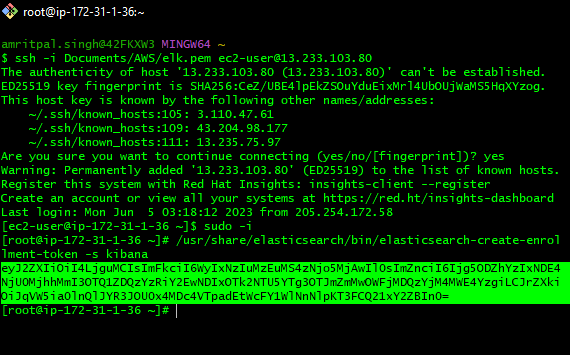 root@ip-172-31-1-36:~
amritpal.singh@42FKXW3 MINGW64 ~
$ ssh -i Documents/AWS/elk.pem ec2-user@13.233.103.80
The authenticity of host '13.233.103.80 (13.233.103.80)' can't be established.
ED25519 key fingerprint is SHA256:CeZ/UBE4lpEkZSOuYduEixMrl4UbOUjWaMS5HqXYzog.
This host key is known by the following other names/addresses:
    ~/.ssh/known_hosts:105: 3.110.47.61
    ~/.ssh/known_hosts:109: 43.204.98.177
    ~/.ssh/known_hosts:111: 13.235.75.97
Are you sure you want to continue connecting (yes/no/[fingerprint])? yes
Warning: Permanently added '13.233.103.80' (ED25519) to the list of known hosts.
Register this system with Red Hat Insights: insights-client --register
Create an account or view all your systems at https://red.ht/insights-dashboard
Last login: Mon Jun  5 03:18:12 2023 from 205.254.172.58
[ec2-user@ip-172-31-1-36 ~]$ sudo -i
[root@ip-172-31-1-36 ~]# /usr/share/elasticsearch/bin/elasticsearch-create-enrol
lment-token -s kibana
eyJ2ZXIiOiI4LjguMCIsImFkciI6WyIxNzIuMzEuMS4zNjo5MjAwIl0sImZnciI6Ijg5ODZhYzIxNDE4
NjU0MjhhMmI3OTQ1ZDQzYzRiY2EwNDIxOTk2NTU5YTg3OTJmZmMwOWFjMDQzYjM4MWE4YzgiLCJrZXki
OiJqVW5ia0lnQlJYR3JOU0x4MDc4VTpadEtWcFY1WlNnNlpKT3FCQ21xY2ZBIn0=
[root@ip-172-31-1-36 ~]#